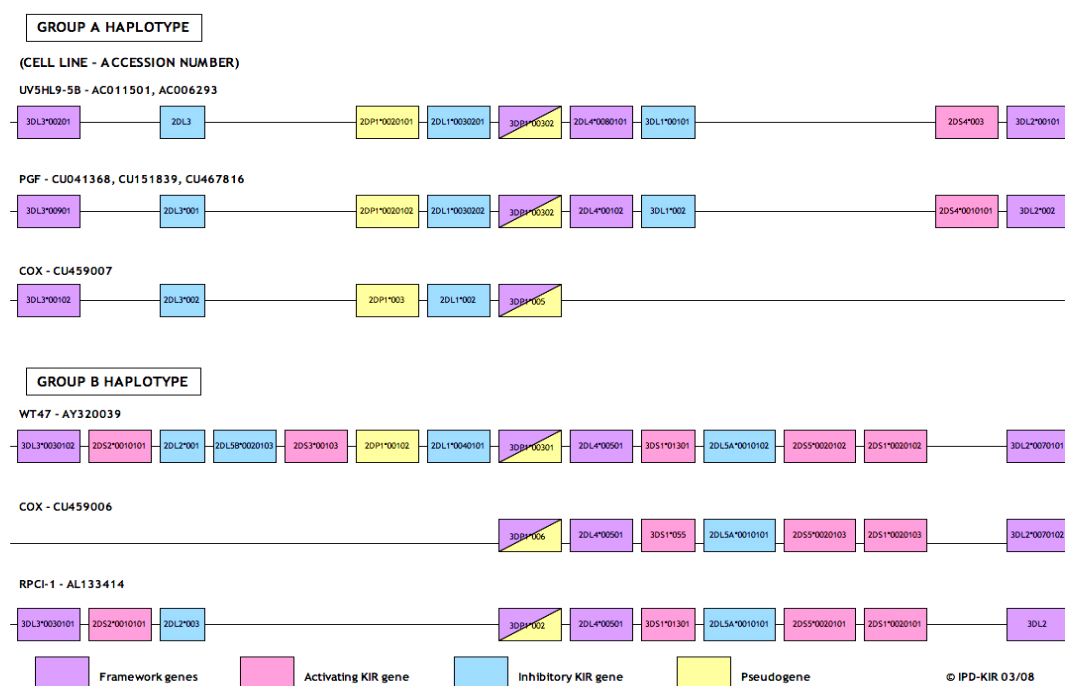 GROUP A HAPLOTYPE
(CELL LINE - ACCESSION NUMBER)
UV5HL9-5B - AC011501, AC006293
3DL3*00201 2DL3 2DP1*0020101 2DL1*0030201 3DP1*00302 2DL4*0080101 3DL1*00101 2DS4*003 3DL2*00101
PGF - CU041368, CU151839, CU467816
3DL3*00901 2DL3*001 2DP1*0020102 2DL1*0030202 3DP1*00302 2DL4*00102 3DL1*002 2DS4*0010101 3DL2*002
COX - CU459007
3DL3*00102 2DL3*002 2DP1*003 2DL1*002 3DP1*005
GROUP B HAPLOTYPE
WT47 - AY320039
3DL3*0030102 2DS2*0010101 2DL2*001 2DL5B*0020103 2DS3*00103 2DP1*00102 2DL1*0040101 3DP1*00301 2DL4*00501 3DS1*01301 2DL5A*0010102 2DS5*0020102 2DS1*0020102 3DL2*0070101
COX - CU459006
3DP1*006 2DL4*00501 3DS1*055 2DL5A*0010101 2DS5*0020103 2DS1*0020103 3DL2*0070102
RPCI-1 - AL133414
3DL3*0030101 2DS2*0010101 2DL2*003 3DP1*002 2DL4*00501 3DS1*01301 2DL5A*0010101 2DS5*0020101 2DS1*0020101 3DL2
Framework genes Activating KIR gene Inhibitory KIR gene Pseudogene © IPD-KIR 03/08